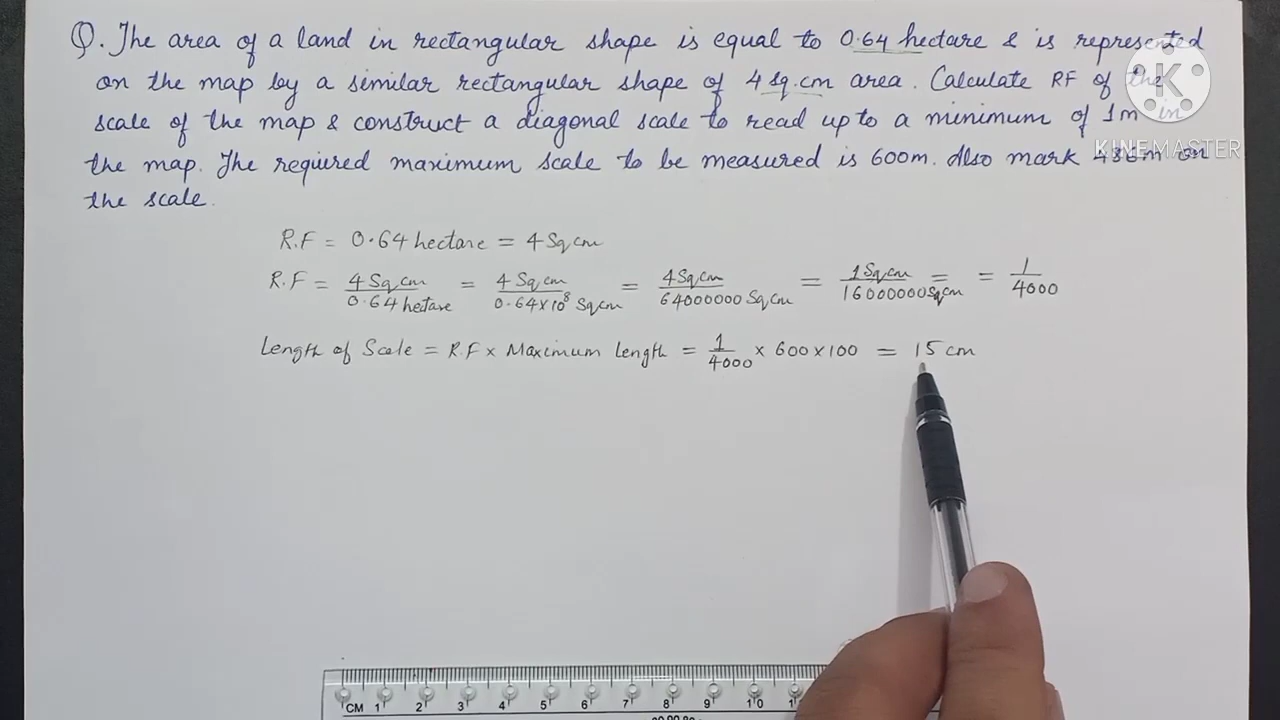 Q. The area of a land in rectangular shape is equal to 0.64 hectare & is represented
on the map by a similar rectangular shape of 4 sq.cm area. Calculate RF of the
scale of the map & construct a diagonal scale to read up to a minimum of 1m in
the map. The reqiured maximum scale to be measured is 600m. Also mark 486m on
the scale.
K
KINEMASTER
R.F = 0.64 hectare = 4 Sq cm
R.F = 4 Sq cm / 0.64 hetare = 4 Sq cm / 0.64 × 10⁸ Sq cm = 4 Sq cm / 64000000 Sq cm = 1 Sq cm / 16000000 Sq cm = = 1 / 4000
Length of Scale = R.F × Maximum Length = 1 / 4000 × 600 × 100 = 15 cm
CM 1 2 3 4 5 6 7 8 9 10